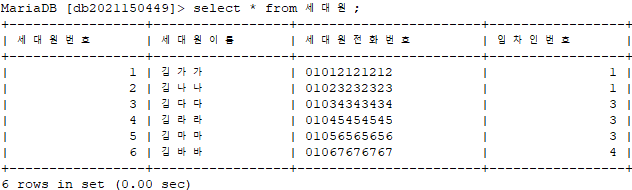 MariaDB [db2021150449]> select * from 세대원 ;
+----------------+----------------+---------------------+----------------+
| 세대원번호 | 세대원이름 | 세대원전화번호 | 임차인번호 |
+----------------+----------------+---------------------+----------------+
| 1 | 김가가 | 01012121212 | 1 |
| 2 | 김나나 | 01023232323 | 1 |
| 3 | 김다다 | 01034343434 | 3 |
| 4 | 김라라 | 01045454545 | 3 |
| 5 | 김마마 | 01056565656 | 3 |
| 6 | 김바바 | 01067676767 | 4 |
+----------------+----------------+---------------------+----------------+
6 rows in set (0.00 sec)